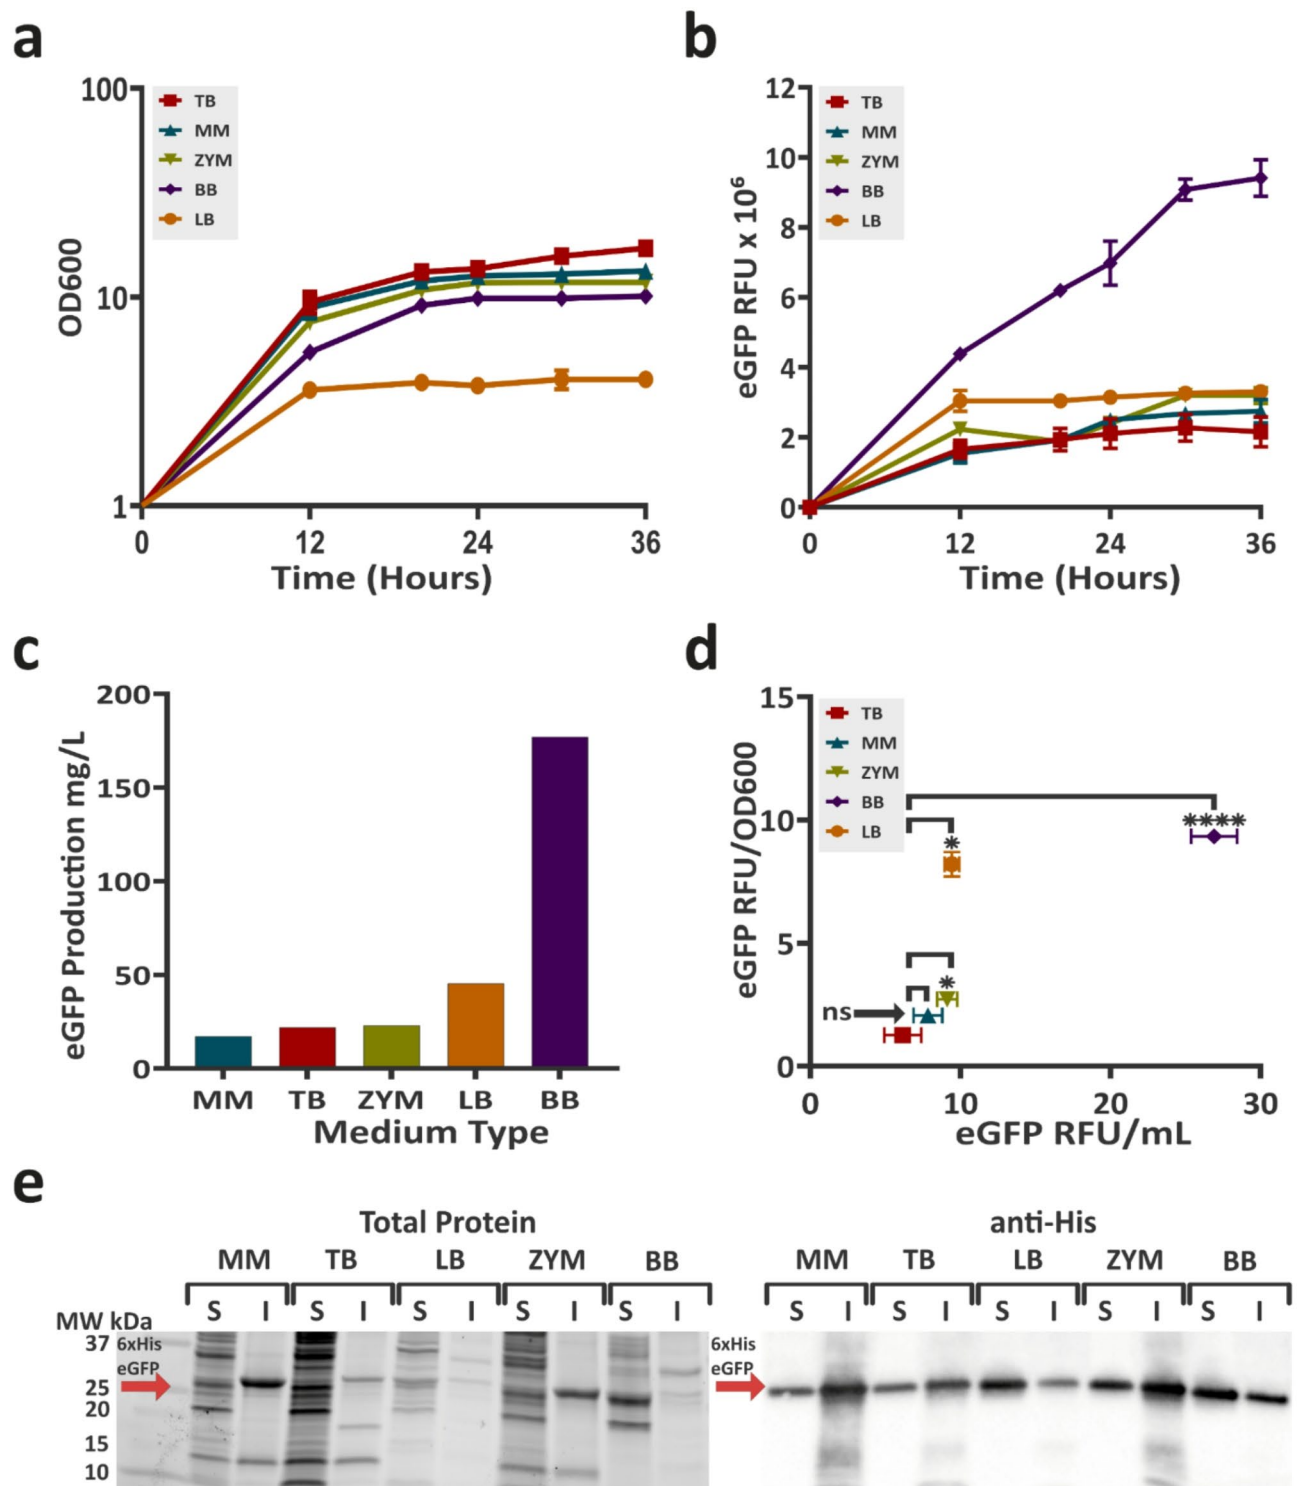 a
100
10
1
OD600
TB
MM
ZYM
BB
LB
0 12 24 36
Time (Hours)
b
12
10
8
6
4
2
0
eGFP RFU x 10⁶
TB
MM
ZYM
BB
LB
0 12 24 36
Time (Hours)
c
200
150
100
50
0
eGFP Production mg/L
MM TB ZYM LB BB
Medium Type
d
15
10
5
0
eGFP RFU/OD600
TB
MM
ZYM
BB
LB
****
*
*
ns
0 10 20 30
eGFP RFU/mL
e
Total Protein
MM TB LB ZYM BB
S I S I S I S I S I
MW kDa
37
25
20
15
10
6xHis
eGFP
anti-His
MM TB LB ZYM BB
S I S I S I S I S I
6xHis
eGFP